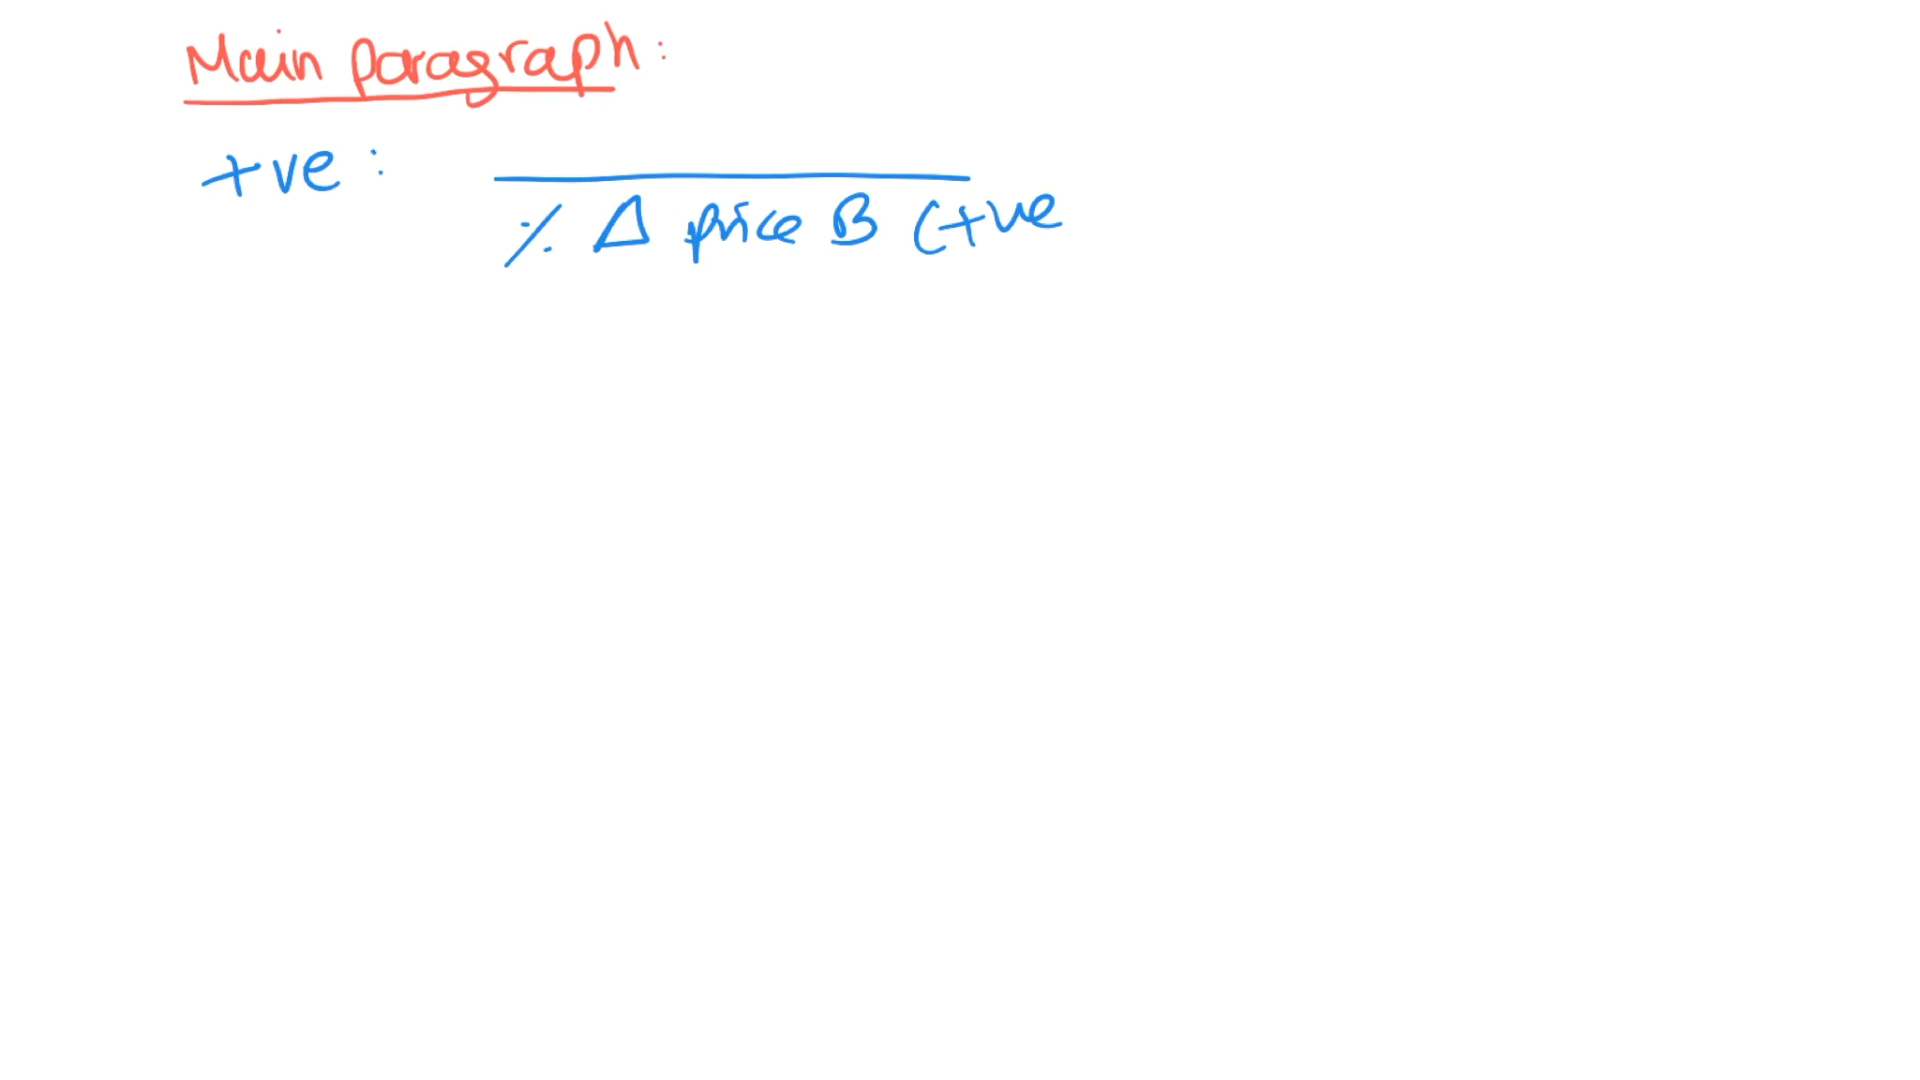 Main paragraph:
+ve:
% Δ price B (+ve